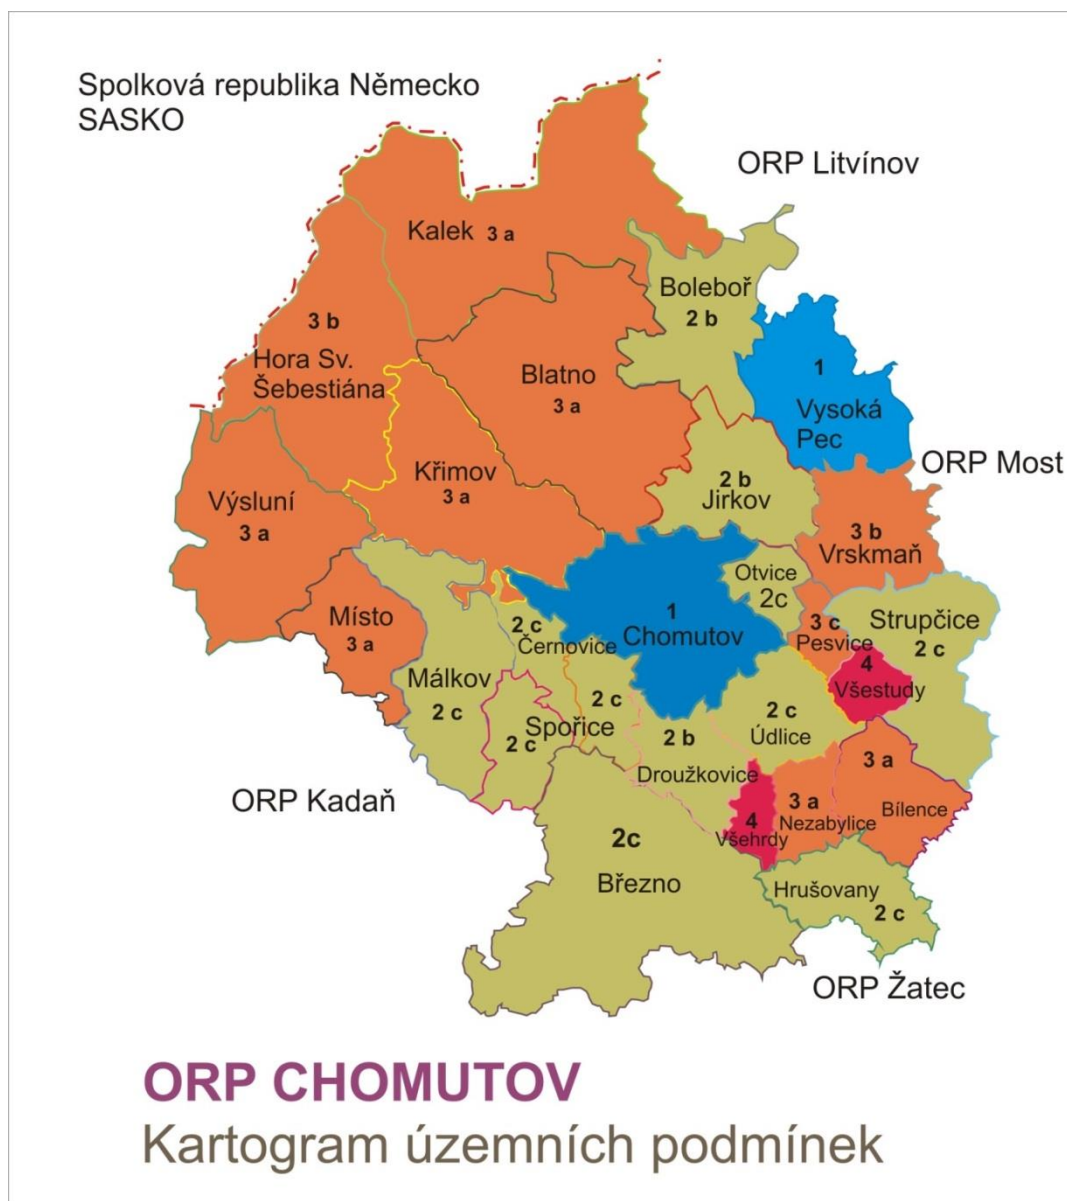 Spolková republika Německo
SASKO
ORP Litvínov
Kalek 3 a
Boleboř
2 b
3 b
Hora Sv.
Šebestiána
Blatno
3 a
1
Vysoká
Pec
ORP Most
Křimov
3 a
Výsluní
3 a
2 b
Jirkov
3 b
Vrskmaň
Otvice
2c
Místo
3 a
1
Chomutov
3 c
Pesvice
Strupčice
2 c
2 c
Černovice
4
Všestudy
Málkov
2 c
2 c
Spořice
2 c
2 c
Údlice
2 b
Droužkovice
3 a
Bílence
ORP Kadaň
4
Všehrdy
3 a
Nezabylice
2c
Březno
Hrušovany
2 c
ORP Žatec
ORP CHOMUTOV
Kartogram územních podmínek